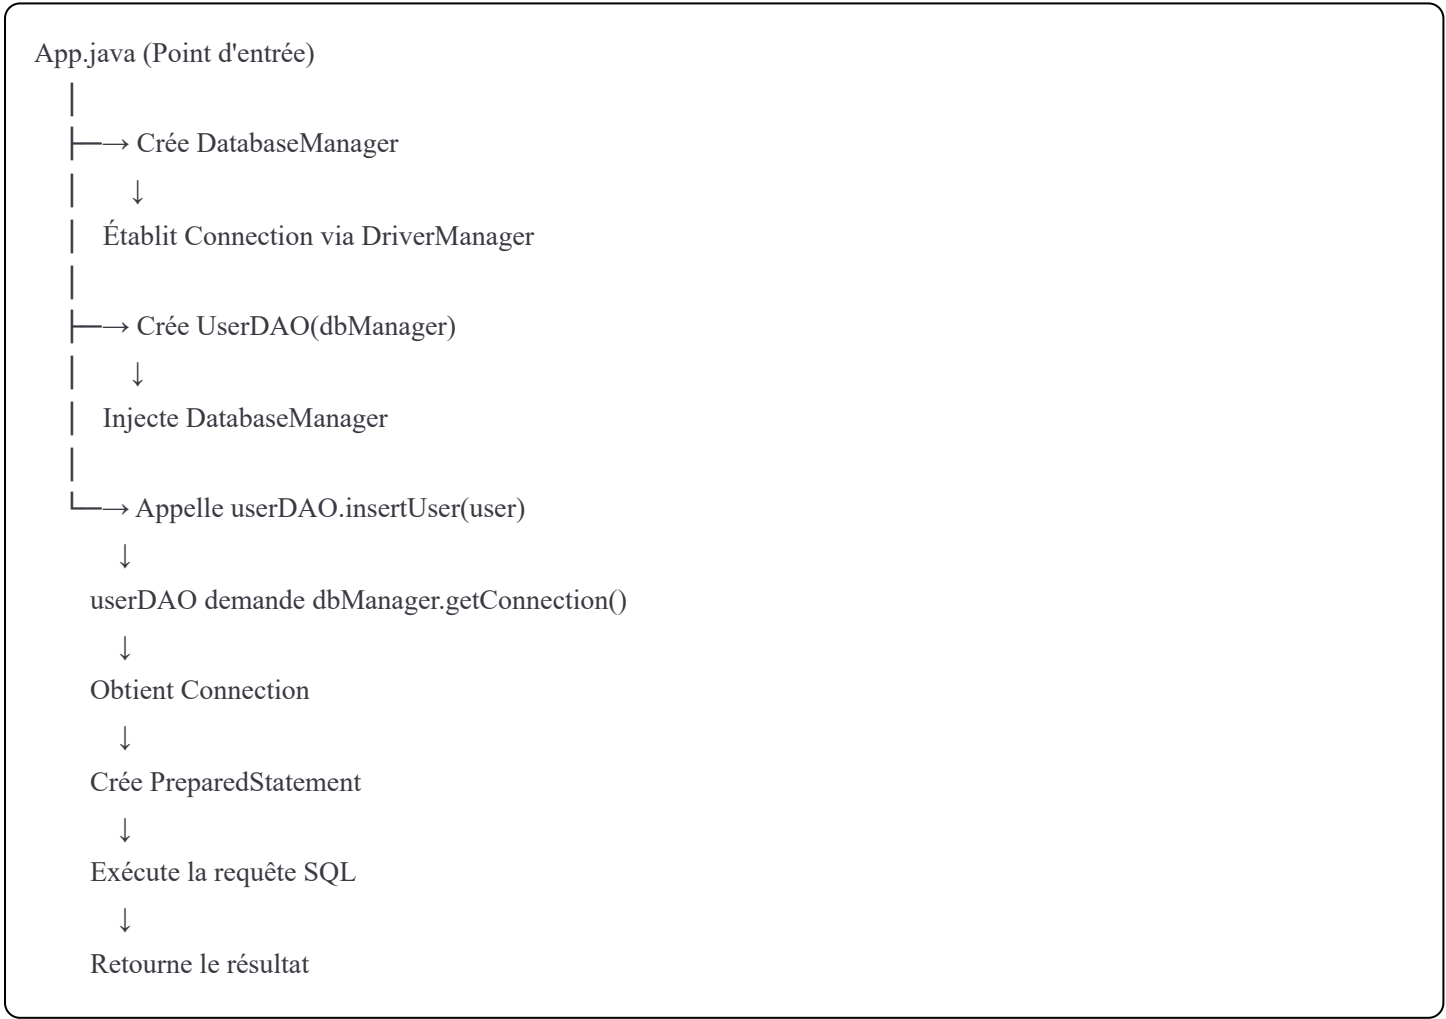 App.java (Point d'entrée)
│
├─→ Crée DatabaseManager
│ ↓
│ Établit Connection via DriverManager
│
├─→ Crée UserDAO(dbManager)
│ ↓
│ Injecte DatabaseManager
│
└─→ Appelle userDAO.insertUser(user)
↓
userDAO demande dbManager.getConnection()
↓
Obtient Connection
↓
Crée PreparedStatement
↓
Exécute la requête SQL
↓
Retourne le résultat